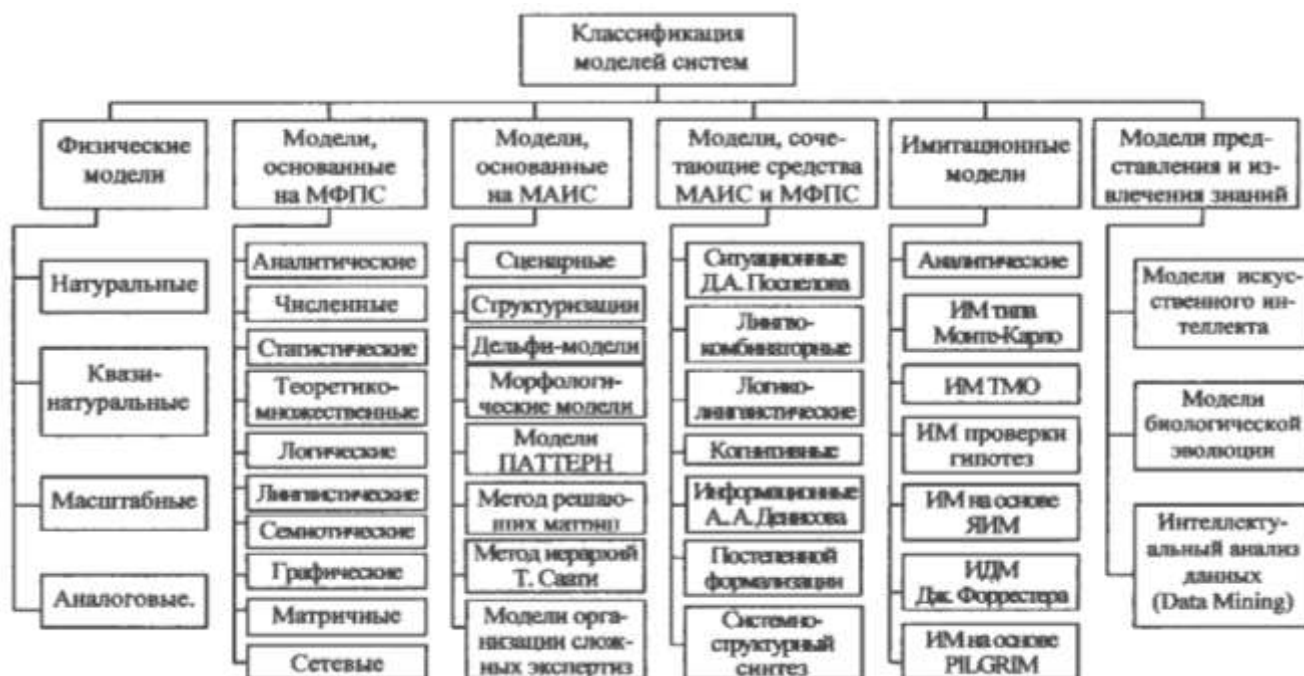 Классификация
моделей систем
Физические
модели
Натуральные
Квази-
натуральные
Масштабные
Аналоговые.
Модели,
основанные
на МФПС
Аналитические
Численные
Статистические
Теоретико-
множественные
Логические
Лингвистические
Семиотические
Графические
Матричные
Сетевые
Модели,
основанные
на МАИС
Сценарные
Структуризации
Дельфи-модели
Морфологи-
ческие модели
Модели
ПАТТЕРН
Метод решаю-
щих матриц
Метод иерархий
Т. Саати
Модели орга-
низации слож-
ных экспертиз
Модели, соче-
тающие средства
МАИС и МФПС
Ситуационные
Д.А. Поспелова
Лингво-
комбинаторные
Логико-
лингвистические
Когнитивные
Информационные
А. А. Денисова
Постепенной
формализации
Системно-
структурный
синтез
Имитационные
модели
Аналитические
ИМ типа
Монте-Карло
ИМ ТМО
ИМ проверки
гипотез
ИМ на основе
ЯИМ
ИДМ
Дж. Форрестера
ИМ на основе
PILGRIM
Модели пред-
ставления и из-
влечения знаний
Модели искус-
ственного ин-
теллекта
Модели
биологической
эволюции
Интеллекту-
альный анализ
данных
(Data Mining)